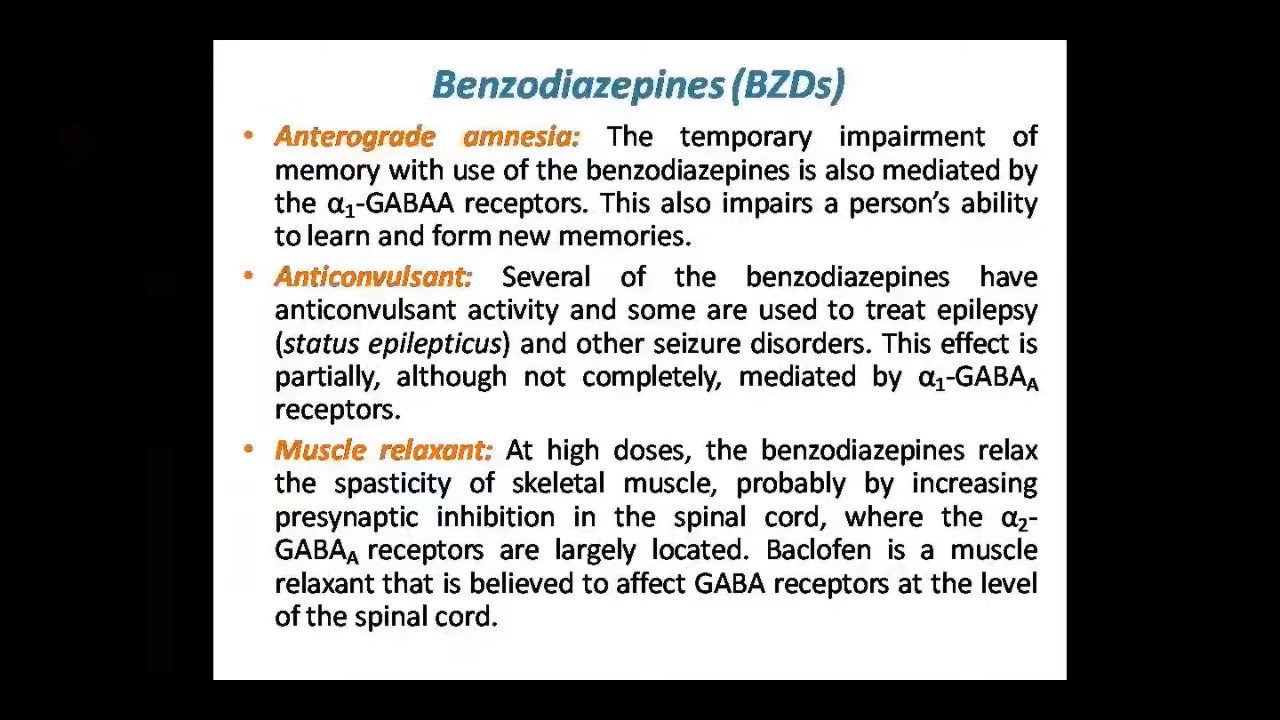 Benzodiazepines (BZDs)
• Anterograde amnesia: The temporary impairment of
memory with use of the benzodiazepines is also mediated by
the α₁-GABAA receptors. This also impairs a person's ability
to learn and form new memories.
• Anticonvulsant: Several of the benzodiazepines have
anticonvulsant activity and some are used to treat epilepsy
(status epilepticus) and other seizure disorders. This effect is
partially, although not completely, mediated by α₁-GABAₐ
receptors.
• Muscle relaxant: At high doses, the benzodiazepines relax
the spasticity of skeletal muscle, probably by increasing
presynaptic inhibition in the spinal cord, where the α₂-
GABAₐ receptors are largely located. Baclofen is a muscle
relaxant that is believed to affect GABA receptors at the level
of the spinal cord.